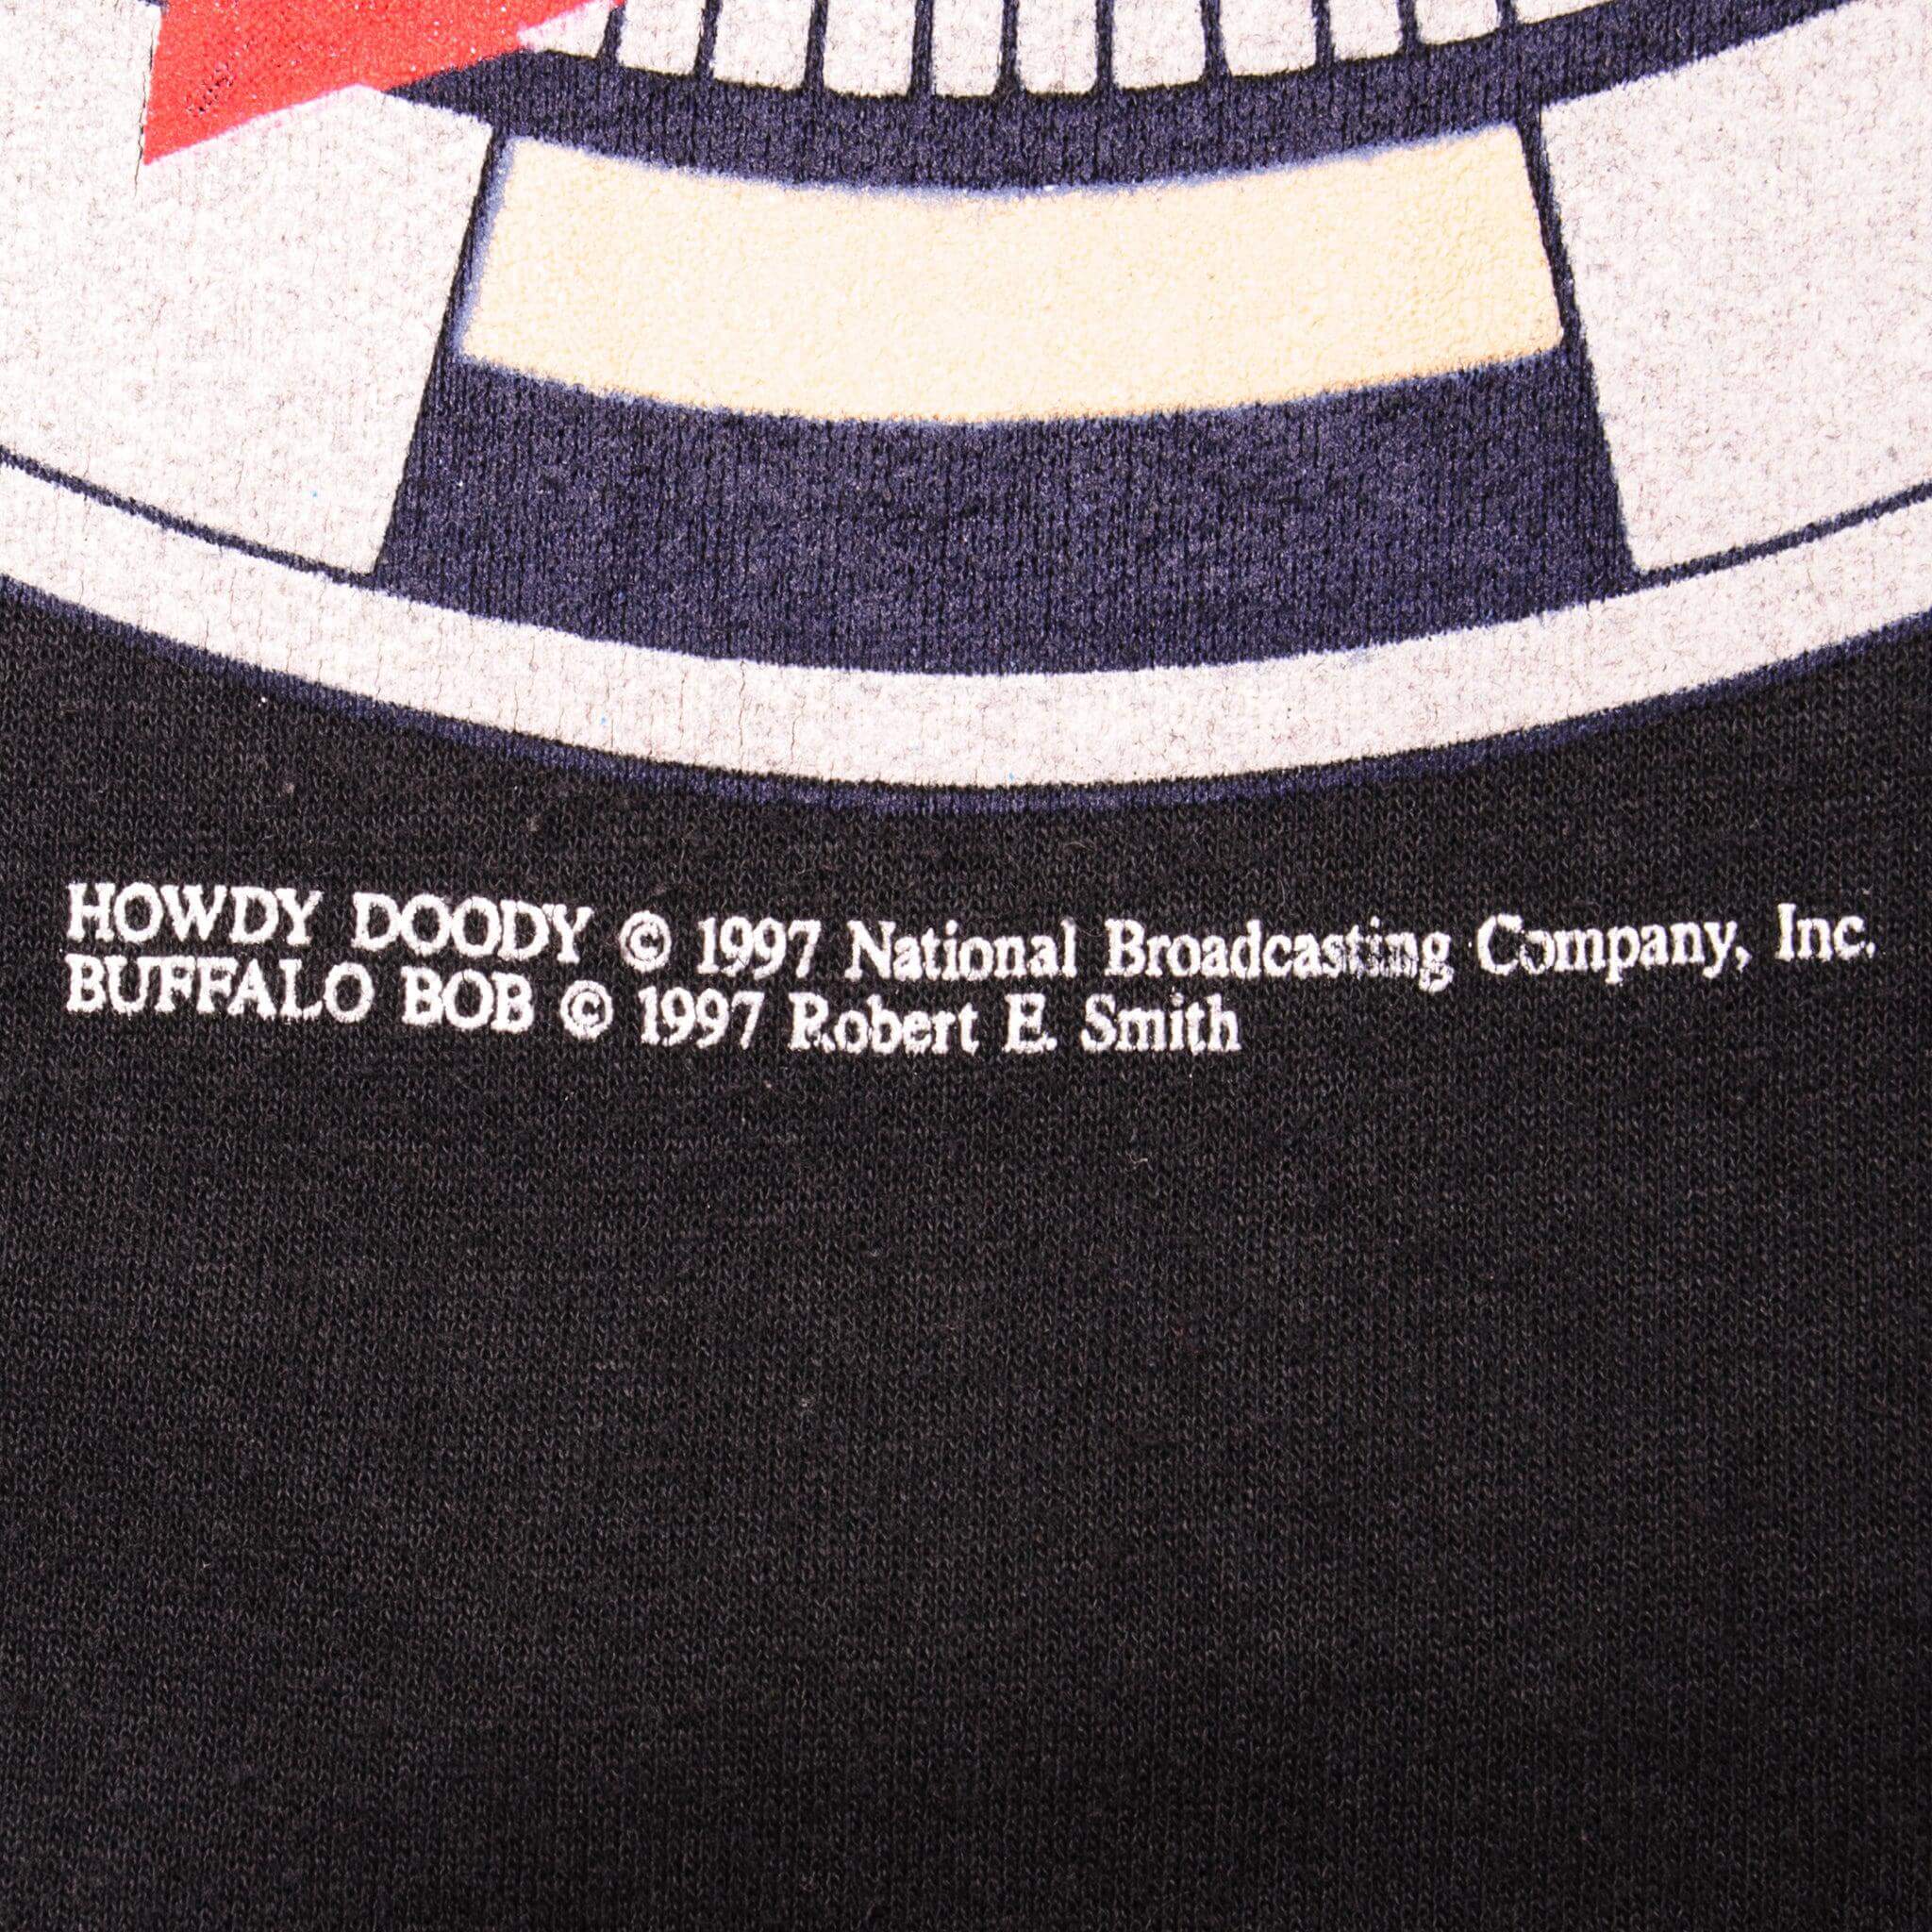 HOWDY DOODY © 1997 National Broadcasting Company, Inc.
BUFFALO BOB © 1997 Robert E. Smith